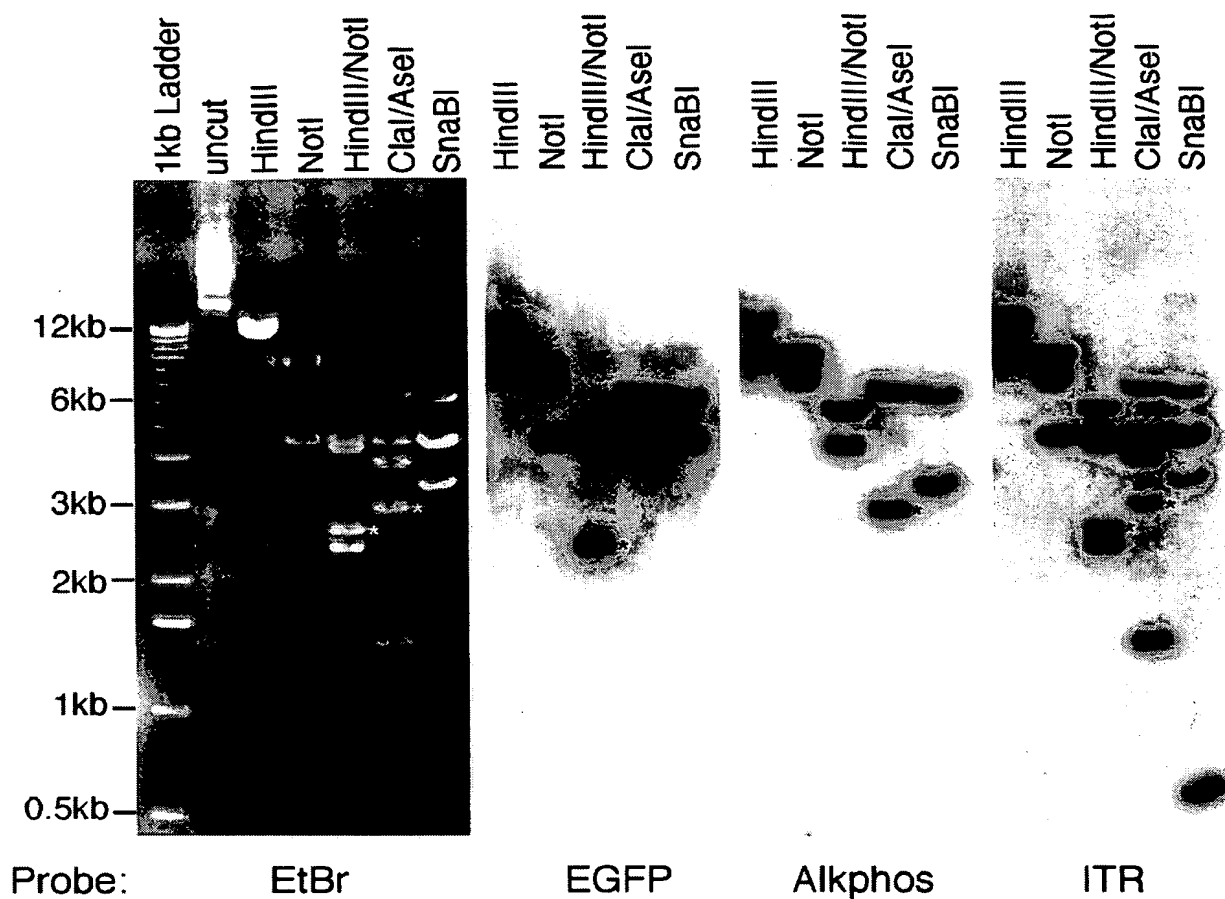 1kb Ladder
uncut
HindIII
NotI
HindIII/NotI
ClaI/AseI
SnaBI
HindIII
NotI
HindIII/NotI
ClaI/AseI
SnaBI
HindIII
NotI
HindIII/NotI
ClaI/AseI
SnaBI
HindIII
NotI
HindIII/NotI
ClaI/AseI
SnaBI
12kb
6kb
3kb
2kb
1kb
0.5kb
Probe: EtBr EGFP Alkphos ITR